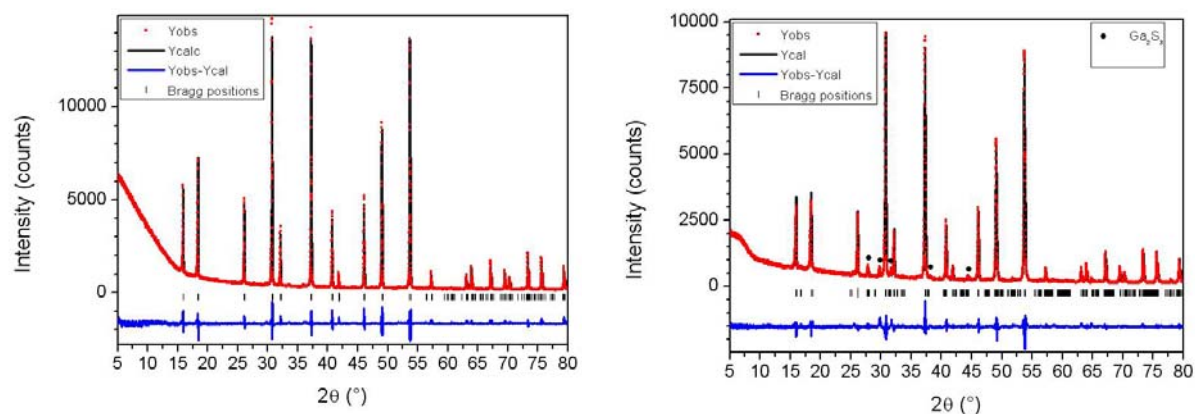 Yobs
Ycalc
Yobs-Ycal
Bragg positions
Intensity (counts)
10000
5000
0
5 10 15 20 25 30 35 40 45 50 55 60 65 70 75 80
2θ (°)
Yobs
Ycal
Yobs-Ycal
Bragg positions
Ga₂S₃
Intensity (counts)
10000
7500
5000
2500
0
5 10 15 20 25 30 35 40 45 50 55 60 65 70 75 80
2θ (°)